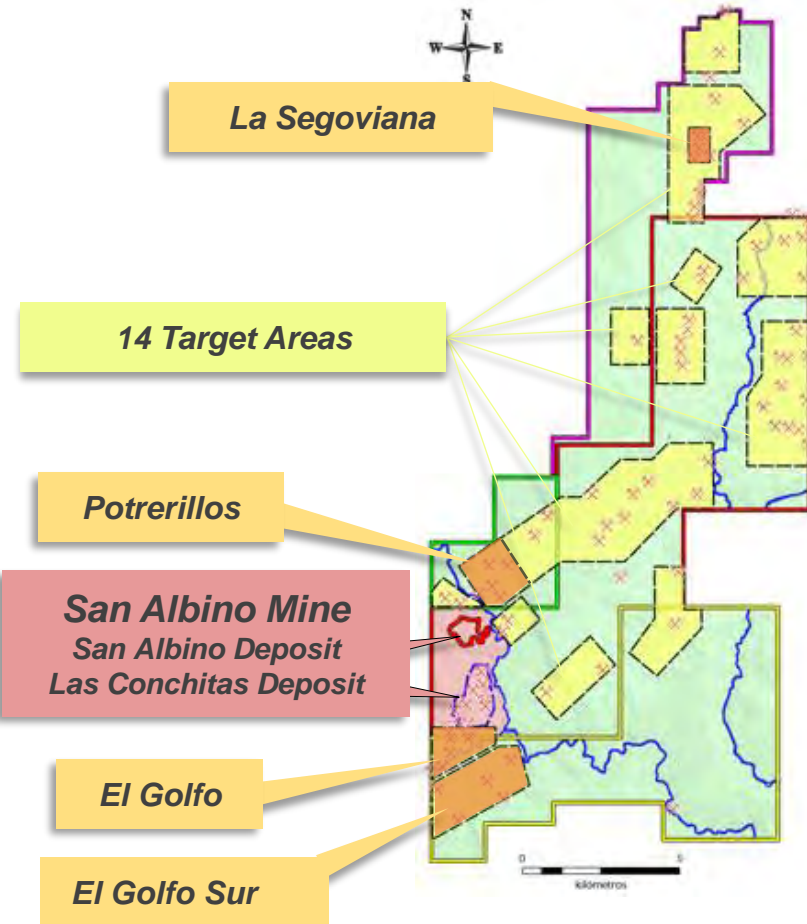 N
W E
S
La Segoviana
14 Target Areas
Potrerillos
San Albino Mine
San Albino Deposit
Las Conchitas Deposit
El Golfo
El Golfo Sur
0 5
kilómetros